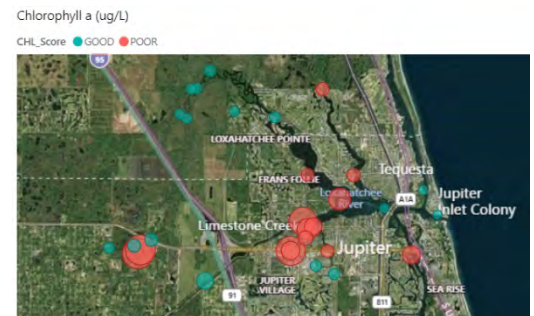 Chlorophyll a (ug/L)
CHL_Score GOOD POOR
95
LOXAHATCHEE POINTE
FRANS FOLLIE
Tequesta
Loxahatchee
River
A1A
Jupiter
Inlet Colony
Limestone Creek
Jupiter
JUPITER
VILLAGE
SEA RISE
91
811